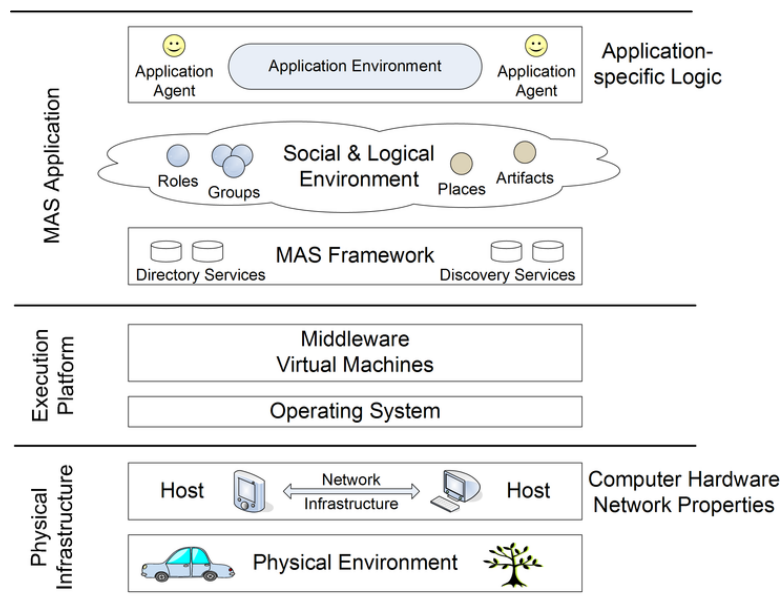 MAS Application
Application Agent
Application Environment
Application Agent
Application-
specific Logic
Roles
Groups
Social & Logical
Environment
Places
Artifacts
MAS Framework
Directory Services
Discovery Services
Execution
Platform
Middleware
Virtual Machines
Operating System
Physical
Infrastructure
Host
Network
Infrastructure
Host
Computer Hardware
Network Properties
Physical Environment